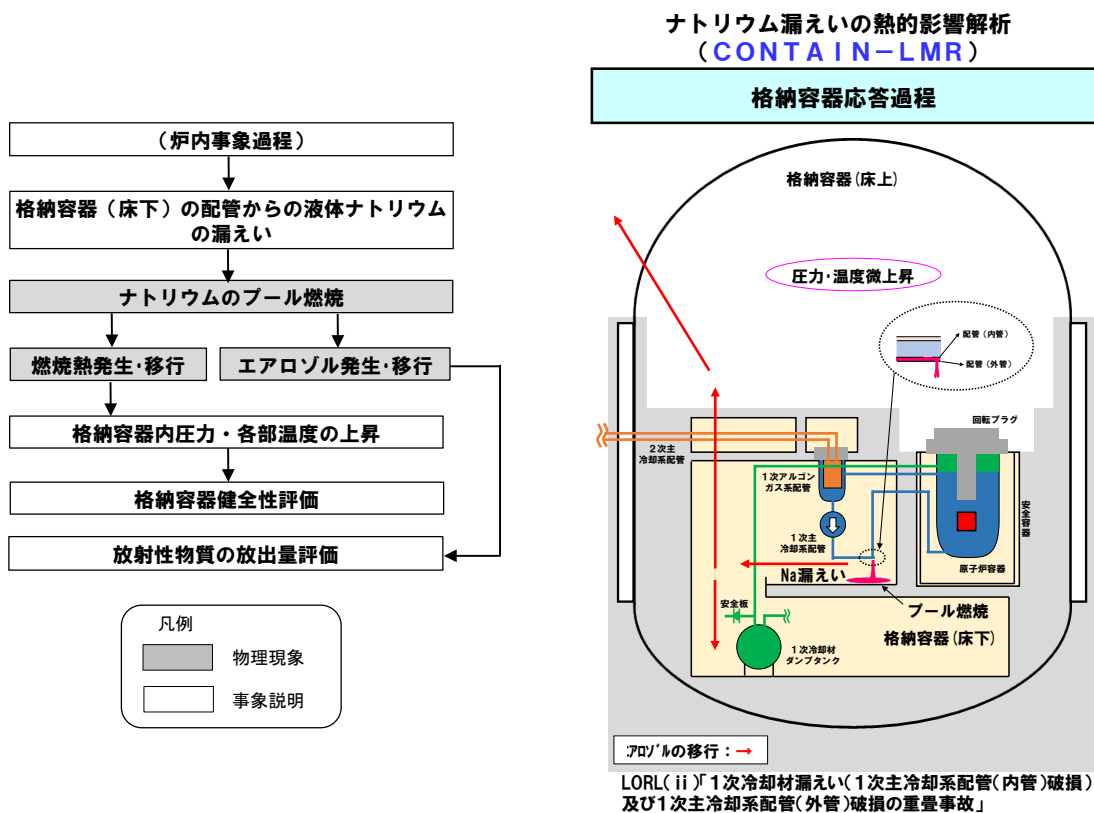 (炉内事象過程)
格納容器(床下)の配管からの液体ナトリウム
の漏えい
ナトリウムのプール燃焼
燃焼熱発生・移行
エアロゾル発生・移行
格納容器内圧力・各部温度の上昇
格納容器健全性評価
放射性物質の放出量評価
凡例
物理現象
事象説明
ナトリウム漏えいの熱的影響解析
(CONTAIN-LMR)
格納容器応答過程
格納容器(床上)
圧力・温度微上昇
配管(内管)
配管(外管)
回転プラグ
2次主
冷却系配管
1次アルゴン
ガス系配管
1次主
冷却系配管
安全容器
原子炉容器
Na漏えい
プール燃焼
安全板
格納容器(床下)
1次冷却材
ダンプタンク
アロゾルの移行:→
LORL(ⅱ)「1次冷却材漏えい(1次主冷却系配管(内管)破損)
及び1次主冷却系配管(外管)破損の重畳事故」